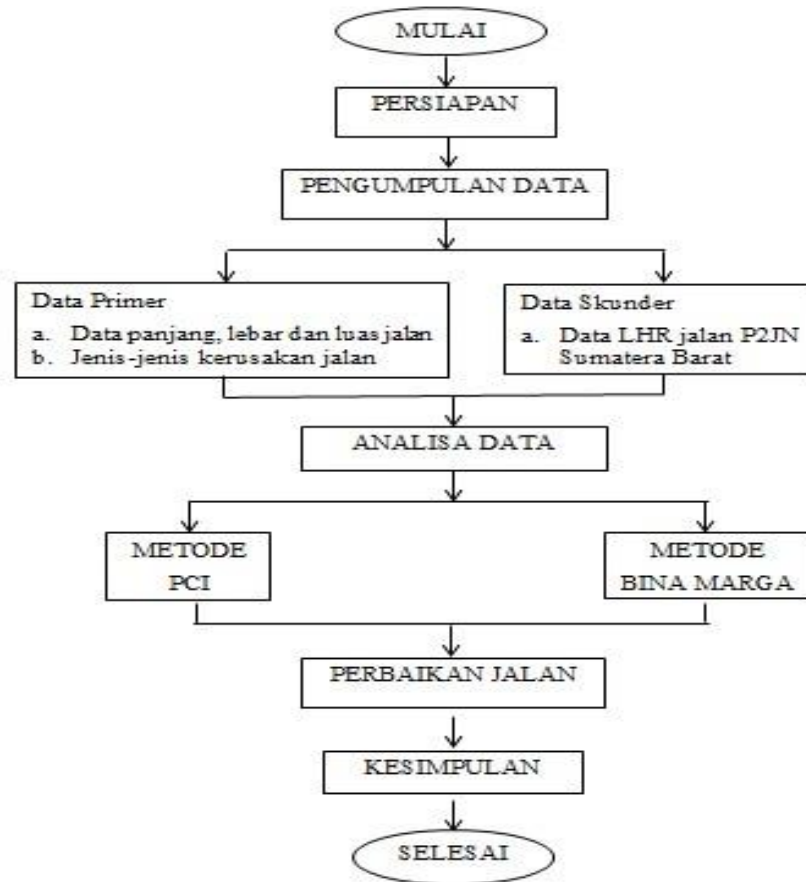 MULAI
PERSIAPAN
PENGUMPULAN DATA
Data Primer
a. Data panjang, lebar dan luas jalan
b. Jenis-jenis kerusakan jalan
Data Skunder
a. Data LHR jalan P2JN
Sumatera Barat
ANALISA DATA
METODE
PCI
METODE
BINA MARGA
PERBAIKAN JALAN
KESIMPULAN
SELESAI